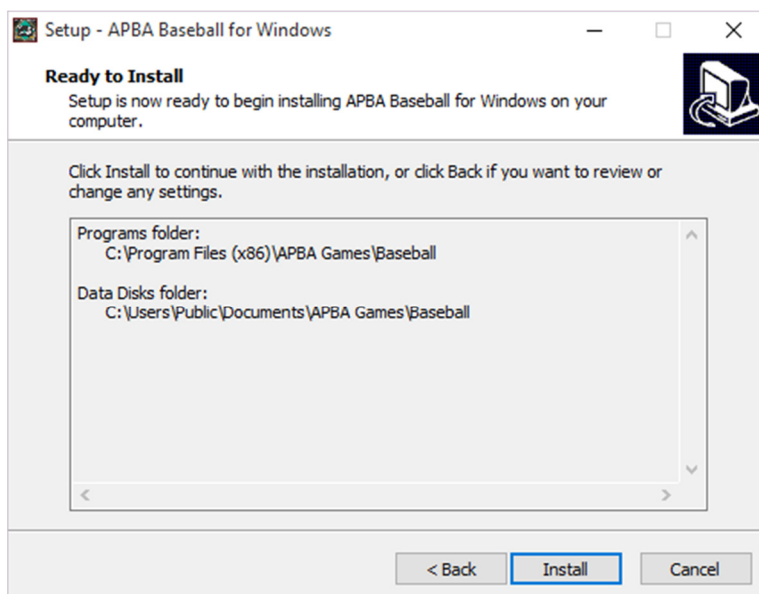 Setup - APBA Baseball for Windows
Ready to Install
Setup is now ready to begin installing APBA Baseball for Windows on your
computer.
Click Install to continue with the installation, or click Back if you want to review or
change any settings.
Programs folder:
C:\Program Files (x86)\APBA Games\Baseball
Data Disks folder:
C:\Users\Public\Documents\APBA Games\Baseball
< Back
Install
Cancel